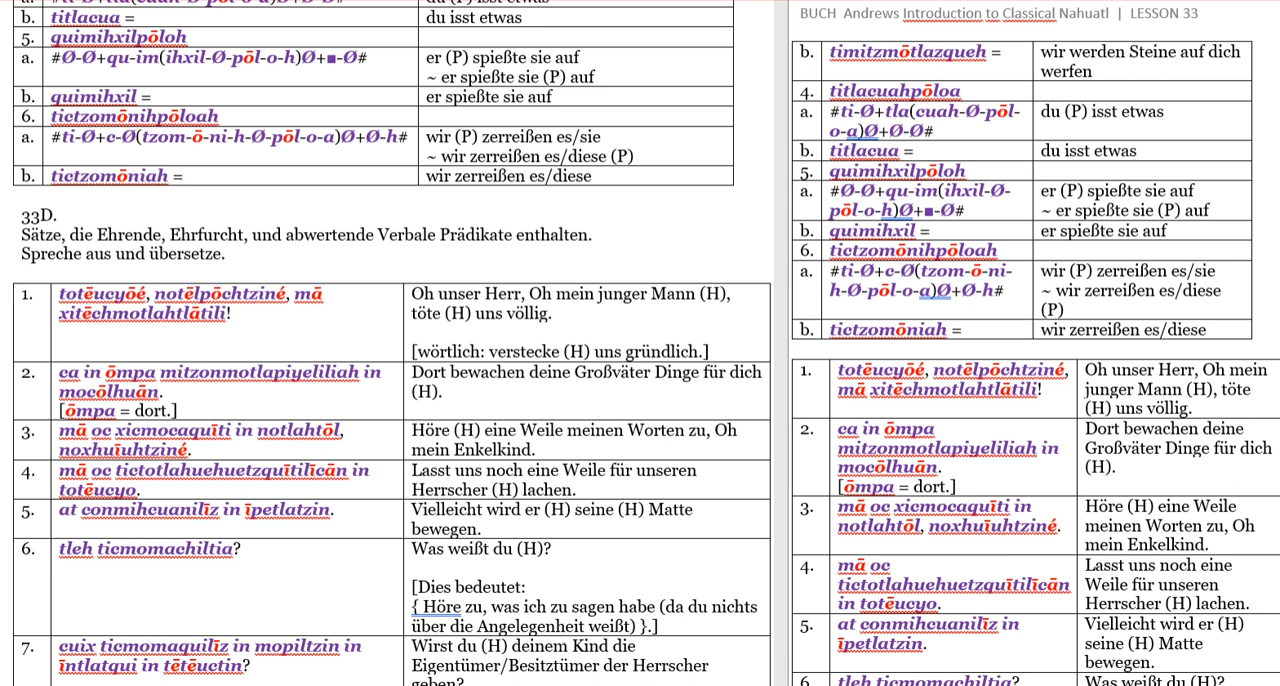 b. titlacua = du isst etwas
5. quimihxilpōloh
a. #Ø-Ø+qu-im(ihxil-Ø-pōl-o-h)Ø+■-Ø# er (P) spießte sie auf
~ er spießte sie (P) auf
b. quimihxil = er spießte sie auf
6. tictzomōnihpōloah
a. #ti-Ø+c-Ø(tzom-ō-ni-h-Ø-pōl-o-a)Ø+Ø-h# wir (P) zerreißen es/sie
~ wir zerreißen es/diese (P)
b. tictzomōniah = wir zerreißen es/diese
33D.
Sätze, die Ehrende, Ehrfurcht, und abwertende Verbale Prädikate enthalten.
Spreche aus und übersetze.
1. totēucyōé, notēlpōchtziné, mā Oh unser Herr, Oh mein junger Mann (H),
xitēchmotlahtlātili! töte (H) uns völlig.
[wörtlich: verstecke (H) uns gründlich.]
2. ca in ōmpa mitzonmotlapiyeliliah in Dort bewachen deine Großväter Dinge für dich
mocōlhuān. (H).
[ōmpa = dort.]
3. mā oc xicmocaquīti in notlahtōl, Höre (H) eine Weile meinen Worten zu, Oh
noxhuīuhtziné. mein Enkelkind.
4. mā oc tictotlahuehuetzquītilīcān in Lasst uns noch eine Weile für unseren
totēucyo. Herrscher (H) lachen.
5. at conmihcuanilīz in īpetlatzin. Vielleicht wird er (H) seine (H) Matte
bewegen.
6. tleh ticmomachiltia? Was weißt du (H)?
[Dies bedeutet:
{ Höre zu, was ich zu sagen habe (da du nichts
über die Angelegenheit weißt) }.]
7. cuix ticmomaquilīz in mopiltzin in Wirst du (H) deinem Kind die
īntlatqui in tētēuctin? Eigentümer/Besitztümer der Herrscher
geben?
BUCH Andrews Introduction to Classical Nahuatl | LESSON 33
b. timitzmōtlazqueh = wir werden Steine auf dich
werfen
4. titlacuahpōloa
a. #ti-Ø+tla(cuah-Ø-pōl- du (P) isst etwas
o-a)Ø+Ø-Ø#
b. titlacua = du isst etwas
5. quimihxilpōloh
a. #Ø-Ø+qu-im(ihxil-Ø- er (P) spießte sie auf
pōl-o-h)Ø+■-Ø# ~ er spießte sie (P) auf
b. quimihxil = er spießte sie auf
6. tictzomōnihpōloah
a. #ti-Ø+c-Ø(tzom-ō-ni- wir (P) zerreißen es/sie
h-Ø-pōl-o-a)Ø+Ø-h# ~ wir zerreißen es/diese
(P)
b. tictzomōniah = wir zerreißen es/diese
1. totēucyōé, notēlpōchtziné, Oh unser Herr, Oh mein
mā xitēchmotlahtlātili! junger Mann (H), töte
(H) uns völlig.
2. ca in ōmpa Dort bewachen deine
mitzonmotlapiyeliliah in Großväter Dinge für dich
mocōlhuān. (H).
[ōmpa = dort.]
3. mā oc xicmocaquīti in Höre (H) eine Weile
notlahtōl, noxhuīuhtziné. meinen Worten zu, Oh
mein Enkelkind.
4. mā oc Lasst uns noch eine
tictotlahuehuetzquītilīcān Weile für unseren
in totēucyo. Herrscher (H) lachen.
5. at conmihcuanilīz in Vielleicht wird er (H)
īpetlatzin. seine (H) Matte
bewegen.
6. tleh ticmomachiltia? Was weißt du (H)?